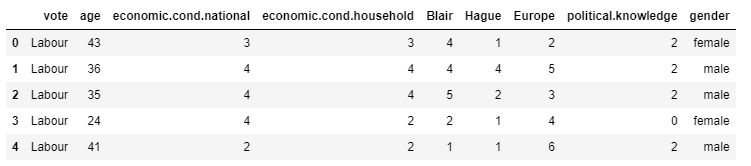 vote age economic.cond.national economic.cond.household Blair Hague Europe political.knowledge gender
0 Labour 43 3 3 4 1 2 2 female
1 Labour 36 4 4 4 4 5 2 male
2 Labour 35 4 4 5 2 3 2 male
3 Labour 24 4 2 2 1 4 0 female
4 Labour 41 2 2 1 1 6 2 male